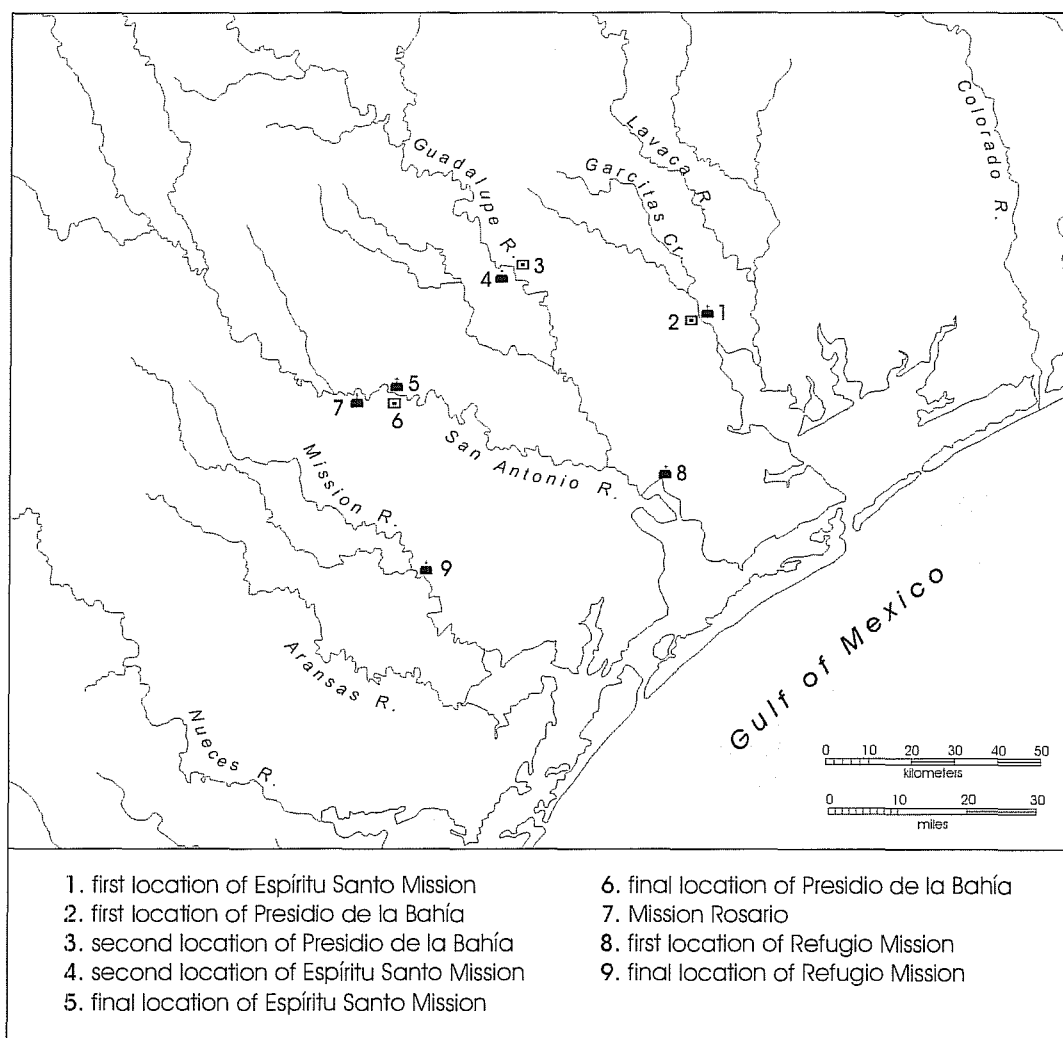 Guadalupe R.
Lavaca R.
Garcitas Cr.
Colorado R.
4
3
2
1
5
7
6
San Antonio R.
8
Mission R.
9
Aransas R.
Nueces R.
Gulf of Mexico
0 10 20 30 40 50
kilometers
0 10 20 30
miles
1. first location of Espíritu Santo Mission
2. first location of Presidio de la Bahía
3. second location of Presidio de la Bahía
4. second location of Espíritu Santo Mission
5. final location of Espíritu Santo Mission
6. final location of Presidio de la Bahía
7. Mission Rosario
8. first location of Refugio Mission
9. final location of Refugio Mission